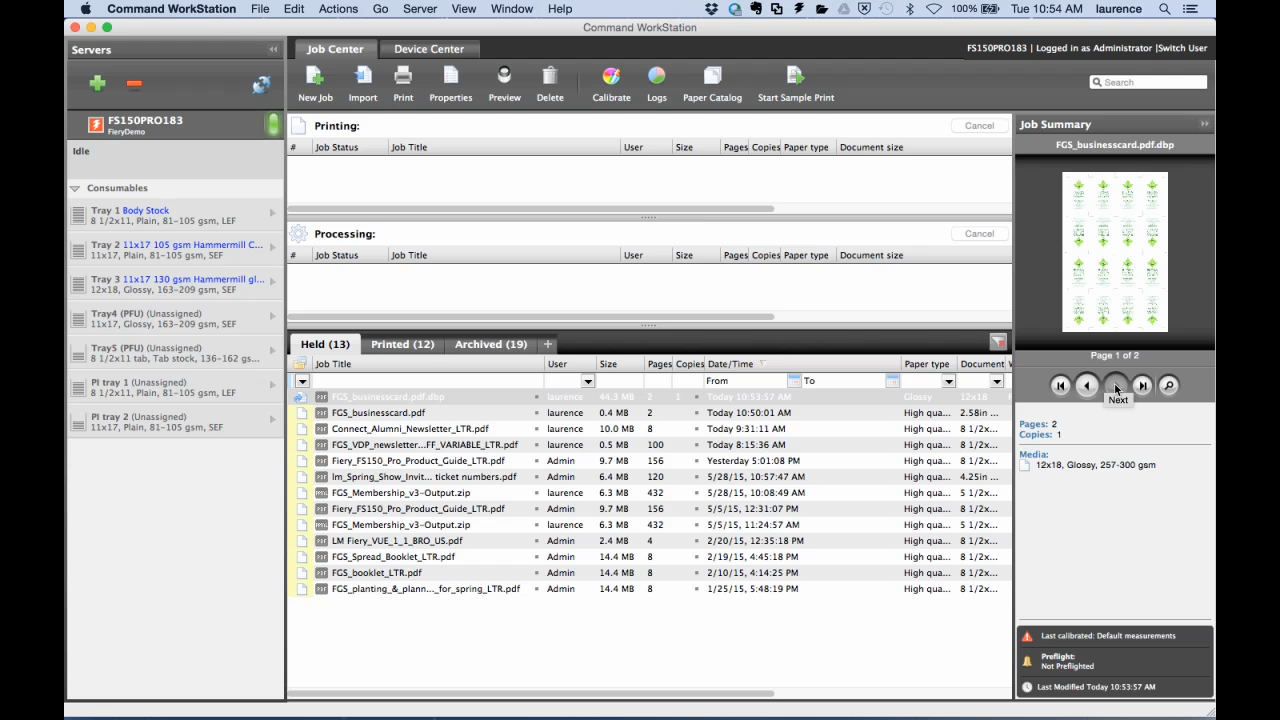 Command WorkStation File Edit Actions Go Server View Window Help 100% Tue 10:54 AM laurence
Command WorkStation
Servers
Job Center Device Center
FS150PRO183 | Logged in as Administrator |Switch User
New Job Import Print Properties Preview Delete Calibrate Logs Paper Catalog Start Sample Print
Search
FS150PRO183
FieryDemo
Idle
Consumables
Tray 1 Body Stock
8 1/2x11, Plain, 81-105 gsm, LEF
Tray 2 11x17 105 gsm Hammermill C...
11x17, Plain, 81-105 gsm, SEF
Tray 3 11x17 130 gsm Hammermill gl...
12x18, Glossy, 163-209 gsm, SEF
Tray4 (PFU) (Unassigned)
11x17, Glossy, 163-209 gsm, SEF
Tray5 (PFU) (Unassigned)
8 1/2x11 tab, Tab stock, 136-162 gs...
PI tray 1 (Unassigned)
8 1/2x11, Plain, 81-105 gsm, LEF
PI tray 2 (Unassigned)
11x17, Plain, 81-105 gsm, SEF
Printing: Cancel
# Job Status Job Title User Size Pages Copies Paper type Document size
Processing: Cancel
# Job Status Job Title User Size Pages Copies Paper type Document size
Held (13) Printed (12) Archived (19) +
Job Title User Size Pages Copies Date/Time Paper type Document W
From To
FGS_businesscard.pdf.dbp laurence 44.3 MB 2 1 Today 10:53:57 AM Glossy 12x18
FGS_businesscard.pdf laurence 0.4 MB 2 Today 10:50:01 AM High qua... 2.58in ...
Connect_Alumni_Newsletter_LTR.pdf laurence 10.0 MB 8 Today 9:31:11 AM High qua... 8 1/2x...
FGS_VDP_newsletter...FF_VARIABLE_LTR.pdf laurence 0.5 MB 100 Today 8:15:36 AM High qua... 8 1/2x...
Fiery_FS150_Pro_Product_Guide_LTR.pdf Admin 9.7 MB 156 Yesterday 5:01:08 PM High qua... 8 1/2x...
Im_Spring_Show_Invit... ticket numbers.pdf Admin 6.4 MB 120 5/28/15, 10:57:47 AM High qua... 4.25in ...
FGS_Membership_v3-Output.zip laurence 6.3 MB 432 5/28/15, 10:08:49 AM High qua... 5 1/2x...
Fiery_FS150_Pro_Product_Guide_LTR.pdf Admin 9.7 MB 156 5/5/15, 12:31:07 PM High qua... 8 1/2x...
FGS_Membership_v3-Output.zip laurence 6.3 MB 432 5/5/15, 11:24:57 AM High qua... 5 1/2x...
LM Fiery_VUE_1_1_BRO_US.pdf Admin 2.4 MB 4 2/20/15, 12:35:18 PM High qua... 8 1/2x...
FGS_Spread_Booklet_LTR.pdf Admin 14.4 MB 8 2/19/15, 4:45:18 PM High qua... 8 1/2x...
FGS_booklet_LTR.pdf Admin 14.4 MB 8 2/10/15, 4:14:25 PM High qua... 8 1/2x...
FGS_planting_&_plann..._for_spring_LTR.pdf Admin 14.4 MB 8 1/25/15, 5:48:19 PM High qua... 8 1/2x...
Job Summary
FGS_businesscard.pdf.dbp
Page 1 of 2
Next
Pages: 2
Copies: 1
Media:
12x18, Glossy, 257-300 gsm
Last calibrated: Default measurements
Preflight:
Not Preflighted
Last Modified Today 10:53:57 AM